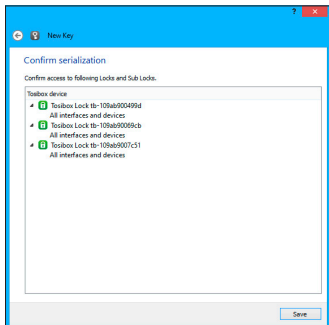 ?
New Key
Confirm serialization
Confirm access to following Locks and Sub Locks.
Tosibox device
Tosibox Lock tb-109ab900499d
All interfaces and devices
Tosibox Lock tb-109ab90069cb
All interfaces and devices
Tosibox Lock tb-109ab9007c51
All interfaces and devices
Save